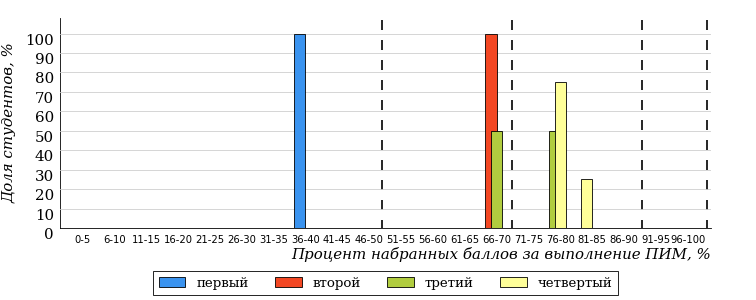 Доля студентов, %
100
90
80
70
60
50
40
30
20
10
0
0-5 6-10 11-15 16-20 21-25 26-30 31-35 36-40 41-45 46-50 51-55 56-60 61-65 66-70 71-75 76-80 81-85 86-90 91-95 96-100
Процент набранных баллов за выполнение ПИМ, %
первый второй третий четвертый